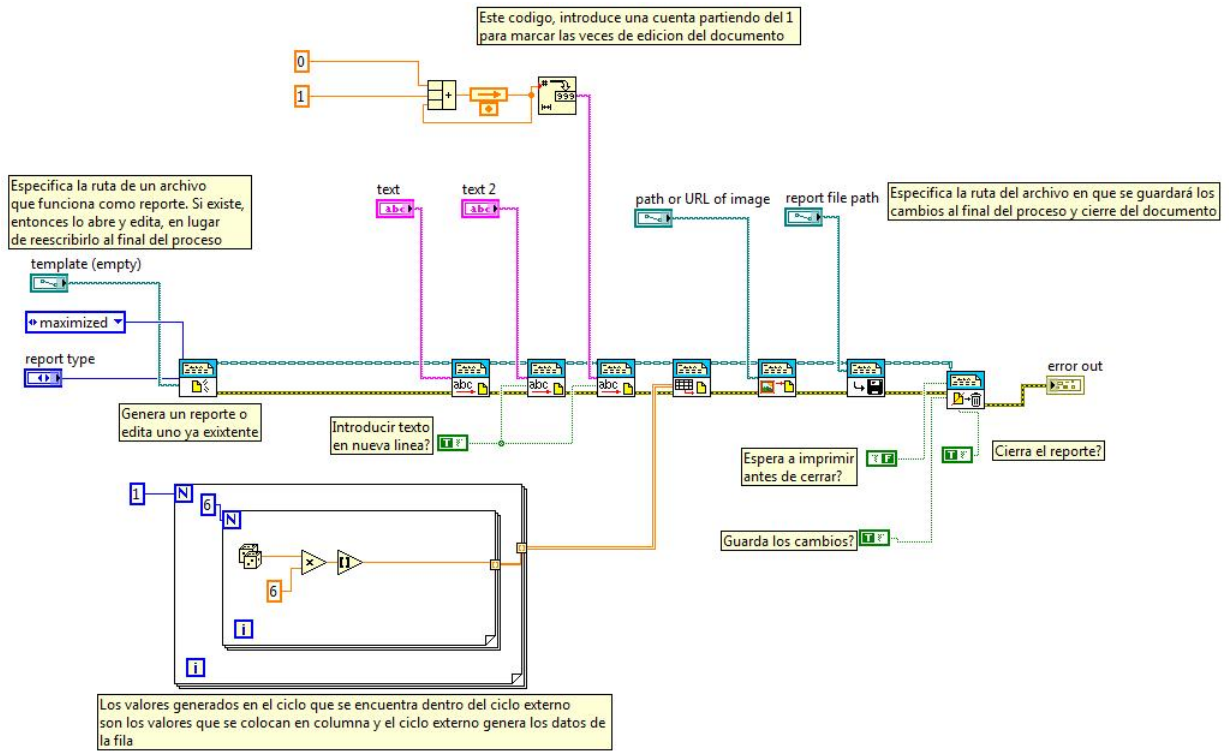 Este codigo, introduce una cuenta partiendo del 1
para marcar las veces de edicion del documento
0
1
+
#
999
Especifica la ruta de un archivo
que funciona como reporte. Si existe,
entonces lo abre y edita, en lugar
de reescribirlo al final del proceso
text
abc
text 2
abc
path or URL of image
report file path
Especifica la ruta del archivo en que se guardará los
cambios al final del proceso y cierre del documento
template (empty)
maximized
report type
abc
abc
abc
error out
Genera un reporte o
edita uno ya exixtente
Introducir texto
en nueva linea?
T
Espera a imprimir
antes de cerrar?
F
T
Cierra el reporte?
Guarda los cambios?
T
1
N
6
N
x
[]
6
i
i
Los valores generados en el ciclo que se encuentra dentro del ciclo externo
son los valores que se colocan en columna y el ciclo externo genera los datos de
la fila